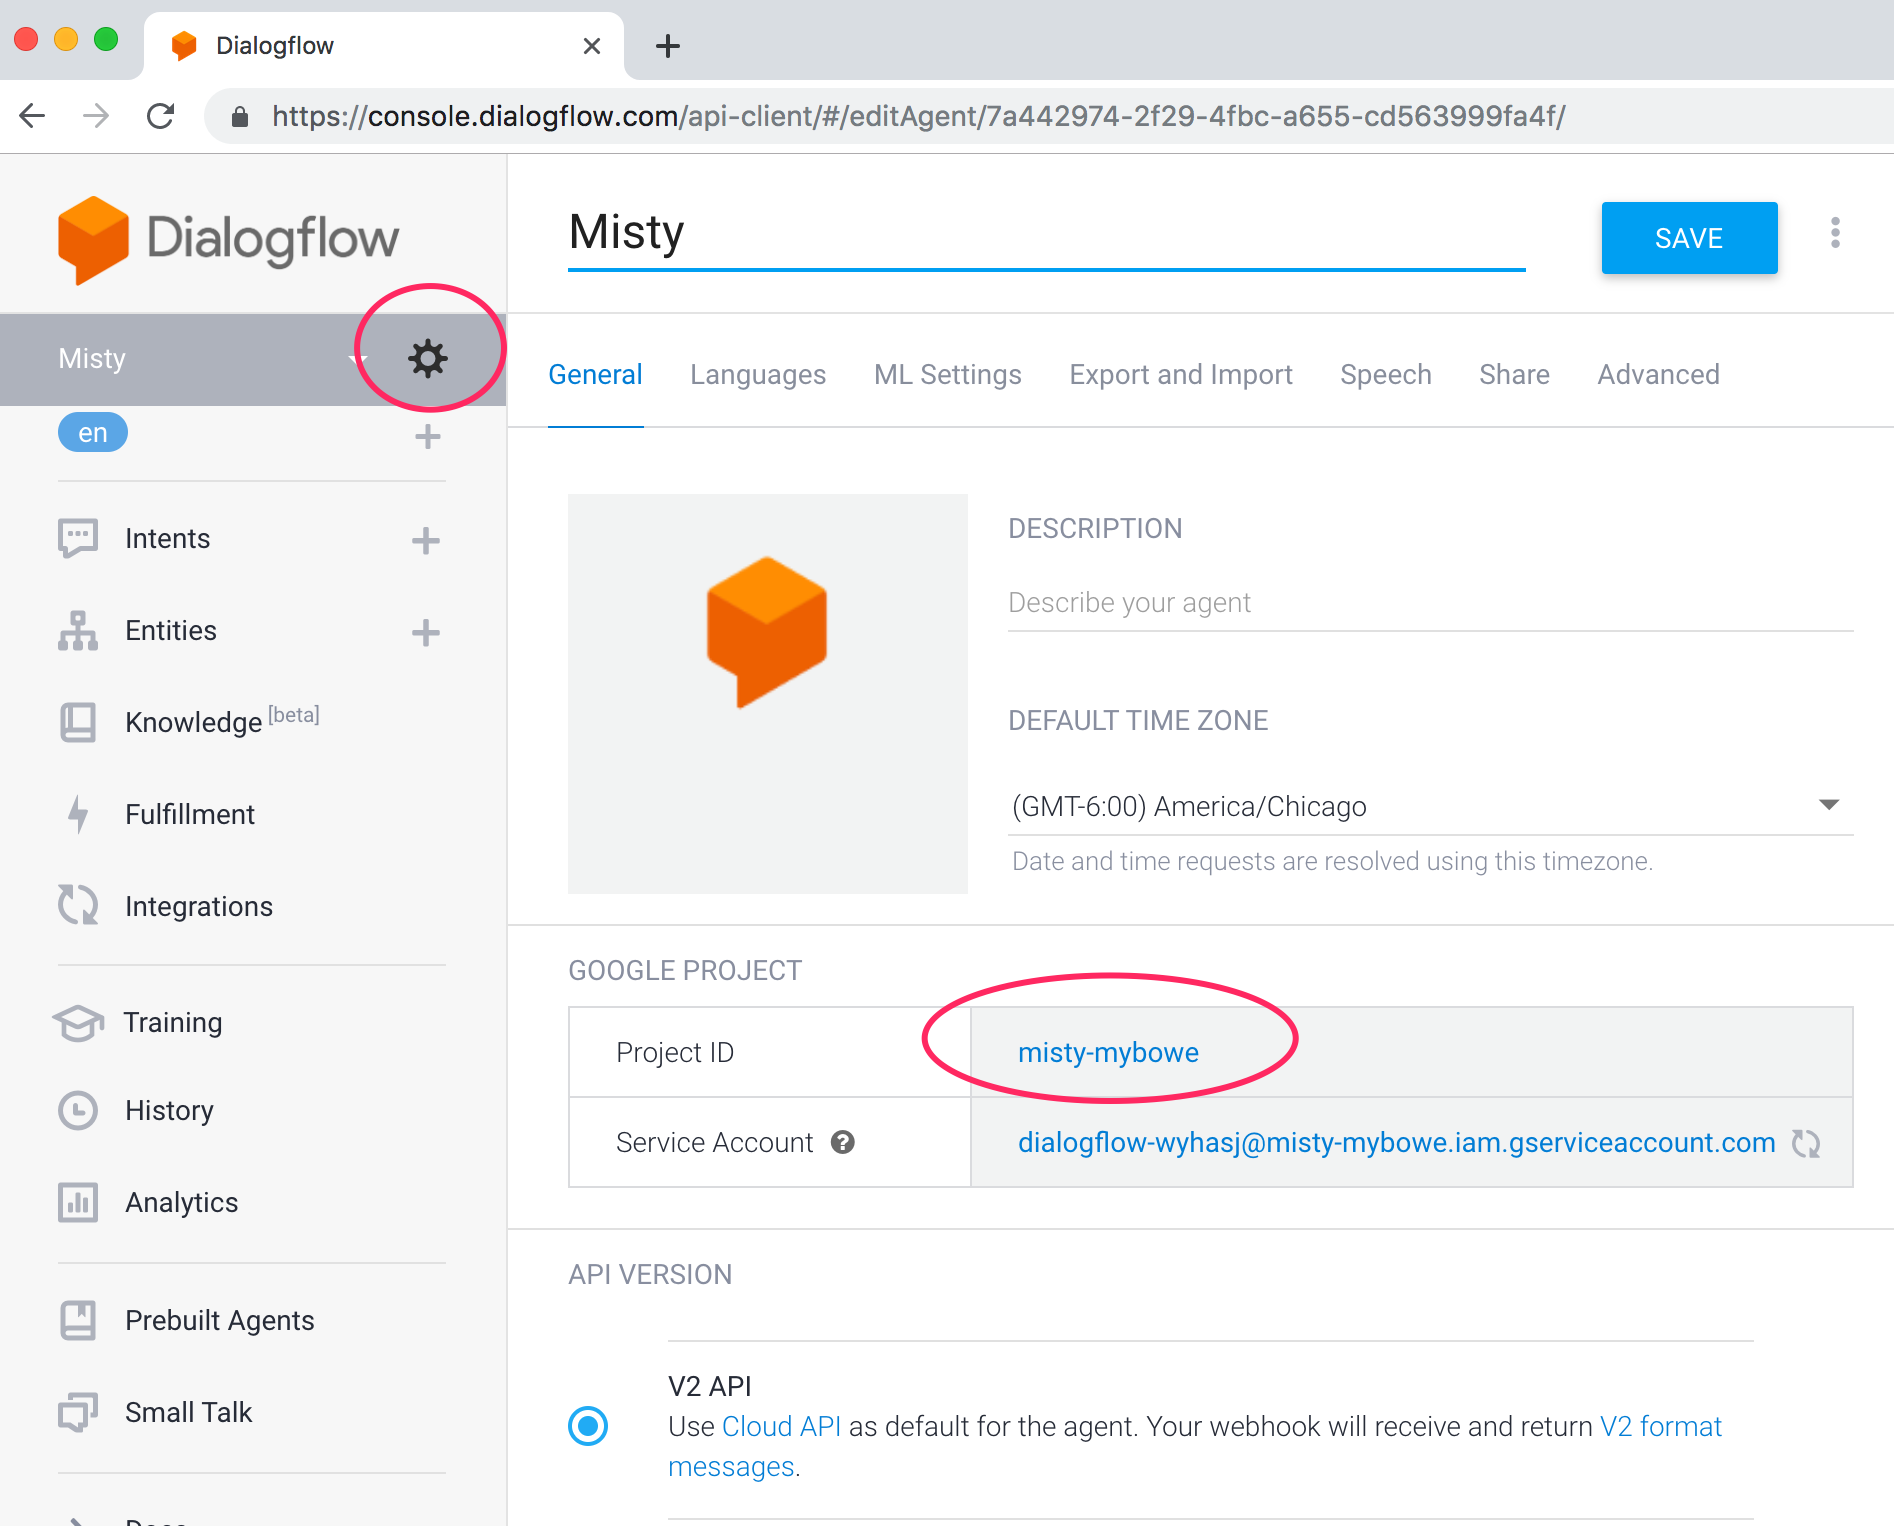 Dialogflow
https://console.dialogflow.com/api-client/#/editAgent/7a442974-2f29-4fbc-a655-cd563999fa4f/
Dialogflow
Misty
SAVE
Misty
General Languages ML Settings Export and Import Speech Share Advanced
en
Intents
Entities
Knowledge [beta]
Fulfillment
Integrations
Training
History
Analytics
Prebuilt Agents
Small Talk
DESCRIPTION
Describe your agent
DEFAULT TIME ZONE
(GMT-6:00) America/Chicago
Date and time requests are resolved using this timezone.
GOOGLE PROJECT
Project ID misty-mybowe
Service Account ? dialogflow-wyhasj@misty-mybowe.iam.gserviceaccount.com
API VERSION
V2 API
Use Cloud API as default for the agent. Your webhook will receive and return V2 format
messages.